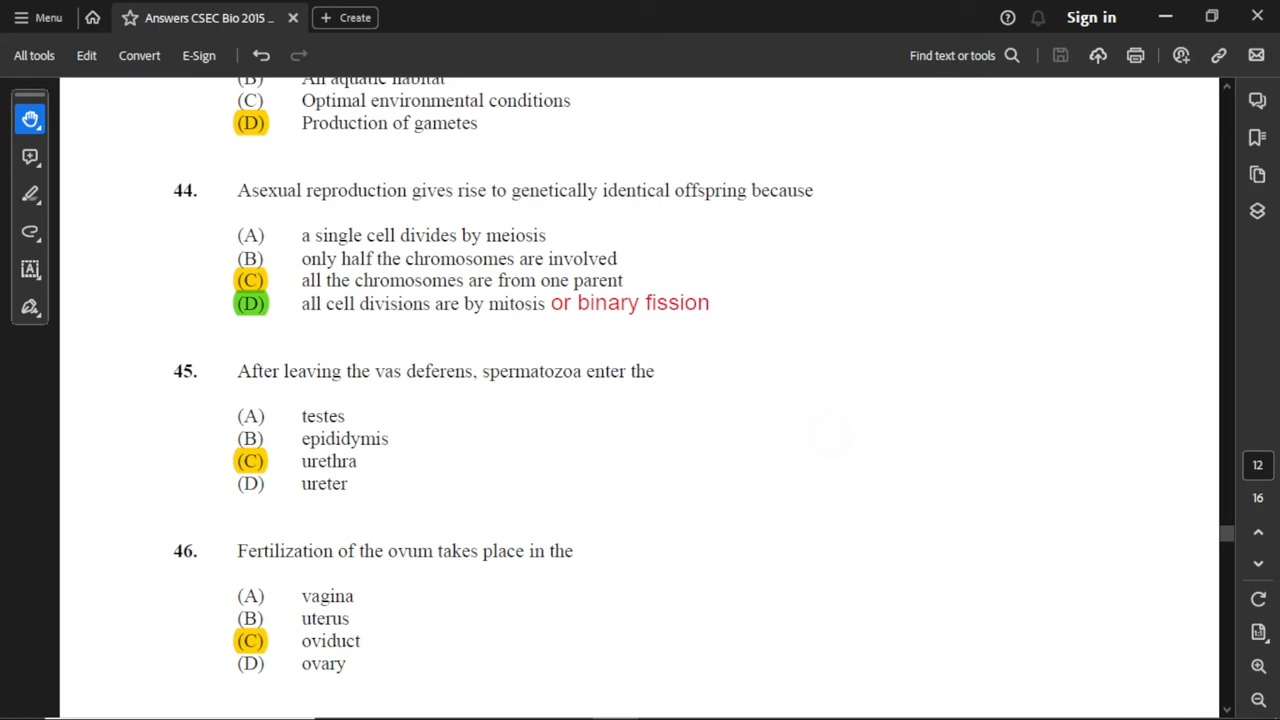 Menu
Answers CSEC Bio 2015 ...
Create
Sign in
All tools
Edit
Convert
E-Sign
Find text or tools
(B) An aquatic habitat
(C) Optimal environmental conditions
(D) Production of gametes
44. Asexual reproduction gives rise to genetically identical offspring because
(A) a single cell divides by meiosis
(B) only half the chromosomes are involved
(C) all the chromosomes are from one parent
(D) all cell divisions are by mitosis or binary fission
45. After leaving the vas deferens, spermatozoa enter the
(A) testes
(B) epididymis
(C) urethra
(D) ureter
46. Fertilization of the ovum takes place in the
(A) vagina
(B) uterus
(C) oviduct
(D) ovary
12
16